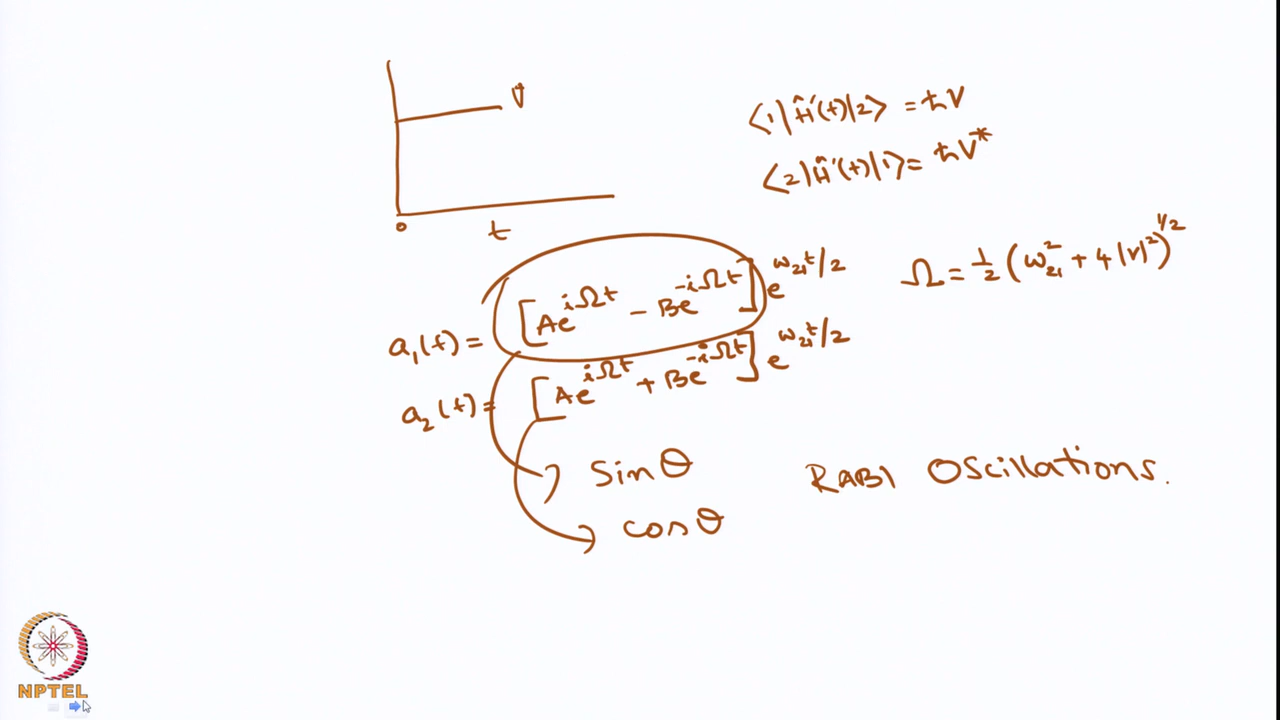 V
⟨1|Ĥ'(t)|2⟩ = ħV
⟨2|Ĥ'(t)|1⟩ = ħV*
0
t
Ω = 1/2 (ω₂₁² + 4|V|²)^1/2
a₁(t) = [Ae^iΩt − Be^-iΩt] e^ω₂₁t/2
a₂(t) = [Ae^iΩt + Be^-iΩt] e^ω₂₁t/2
Sin θ
cos θ
RABI Oscillations.
NPTEL